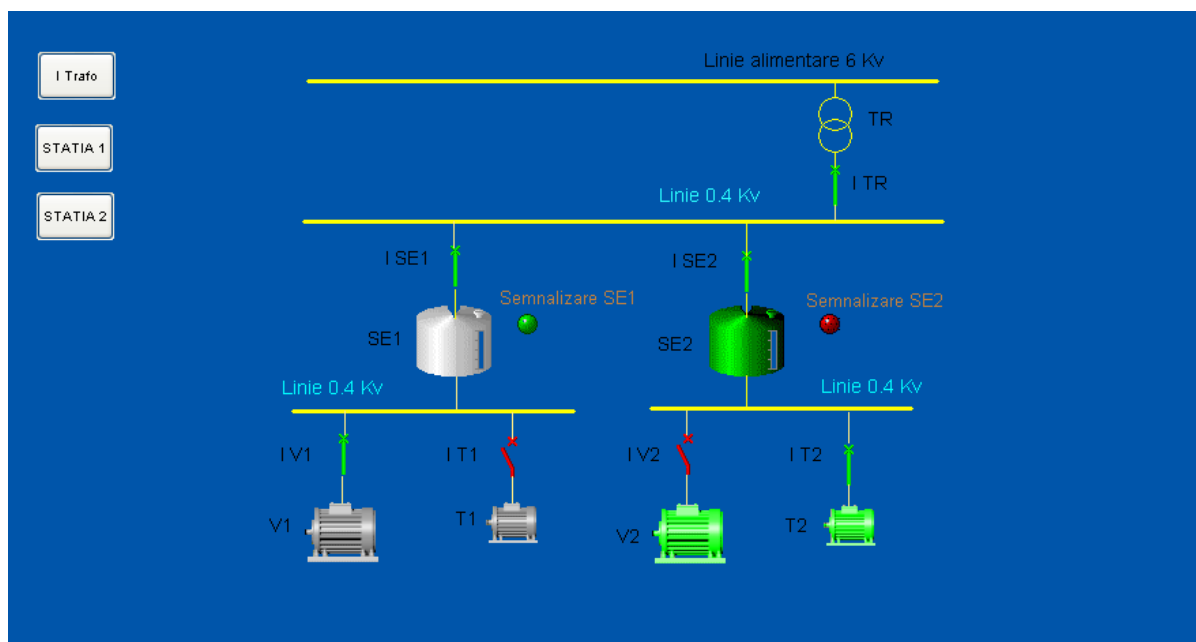 I Trafo
STATIA 1
STATIA 2
Linie alimentare 6 Kv
TR
I TR
Linie 0.4 Kv
I SE1
I SE2
Semnalizare SE1
Semnalizare SE2
SE1
SE2
Linie 0.4 Kv
Linie 0.4 Kv
I V1
I T1
I V2
I T2
V1
T1
V2
T2